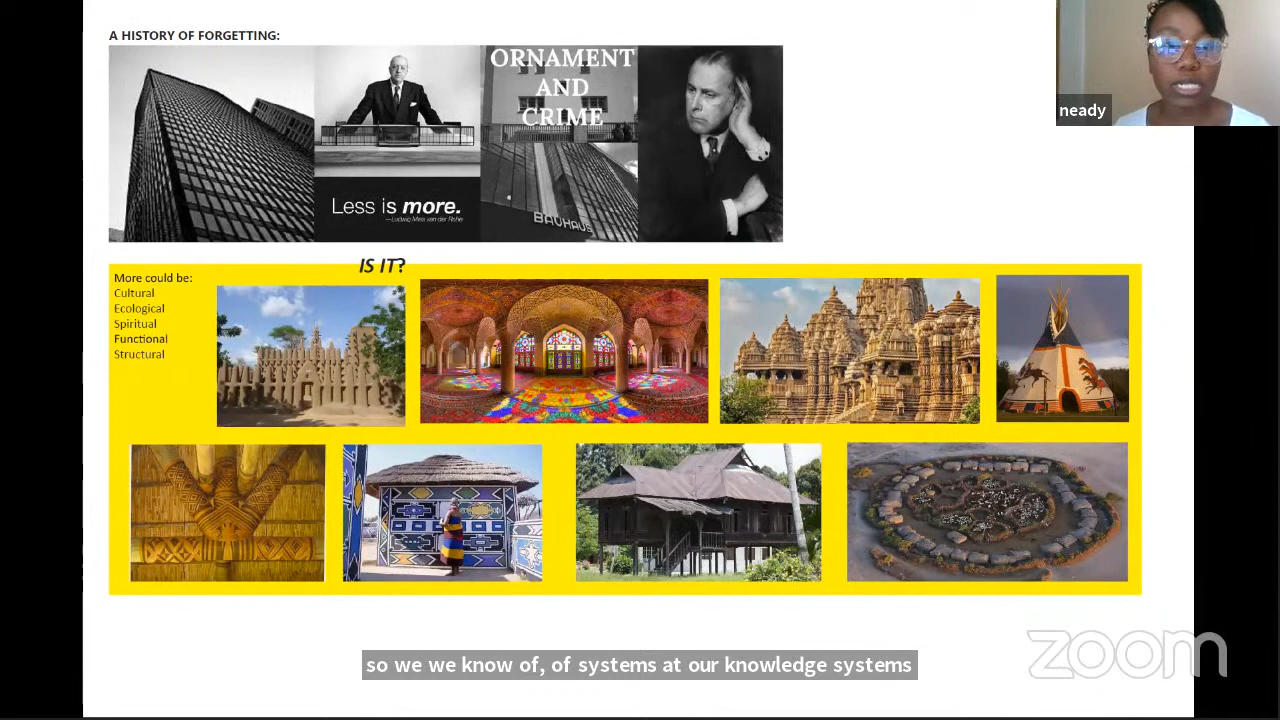 A HISTORY OF FORGETTING:
ORNAMENT
AND
CRIME
Less is more.
—Ludwig Mies van der Rohe
BAUHAUS
neady
IS IT?
More could be:
Cultural
Ecological
Spiritual
Functional
Structural
zoom
so we we know of, of systems at our knowledge systems